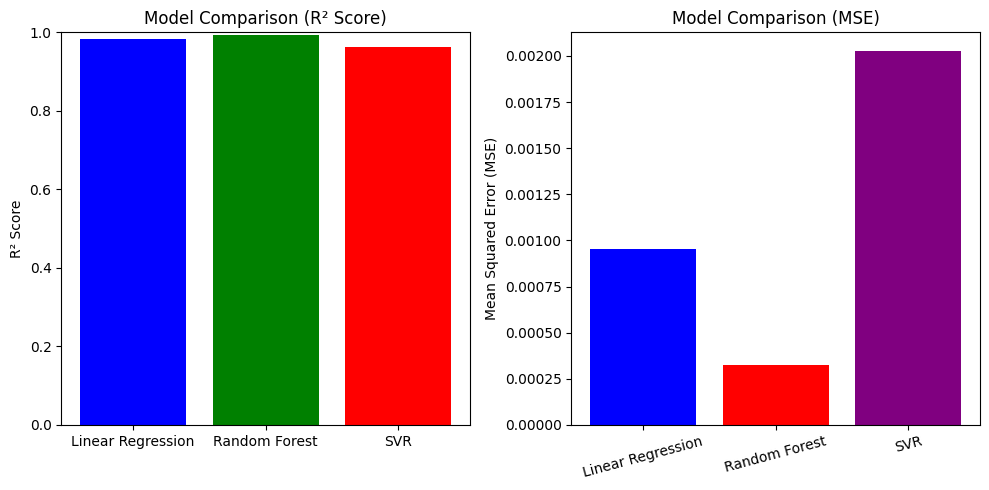 Model Comparison (R² Score)
R² Score
1.0
0.8
0.6
0.4
0.2
0.0
Linear Regression
Random Forest
SVR
Model Comparison (MSE)
Mean Squared Error (MSE)
0.00200
0.00175
0.00150
0.00125
0.00100
0.00075
0.00050
0.00025
0.00000
Linear Regression
Random Forest
SVR